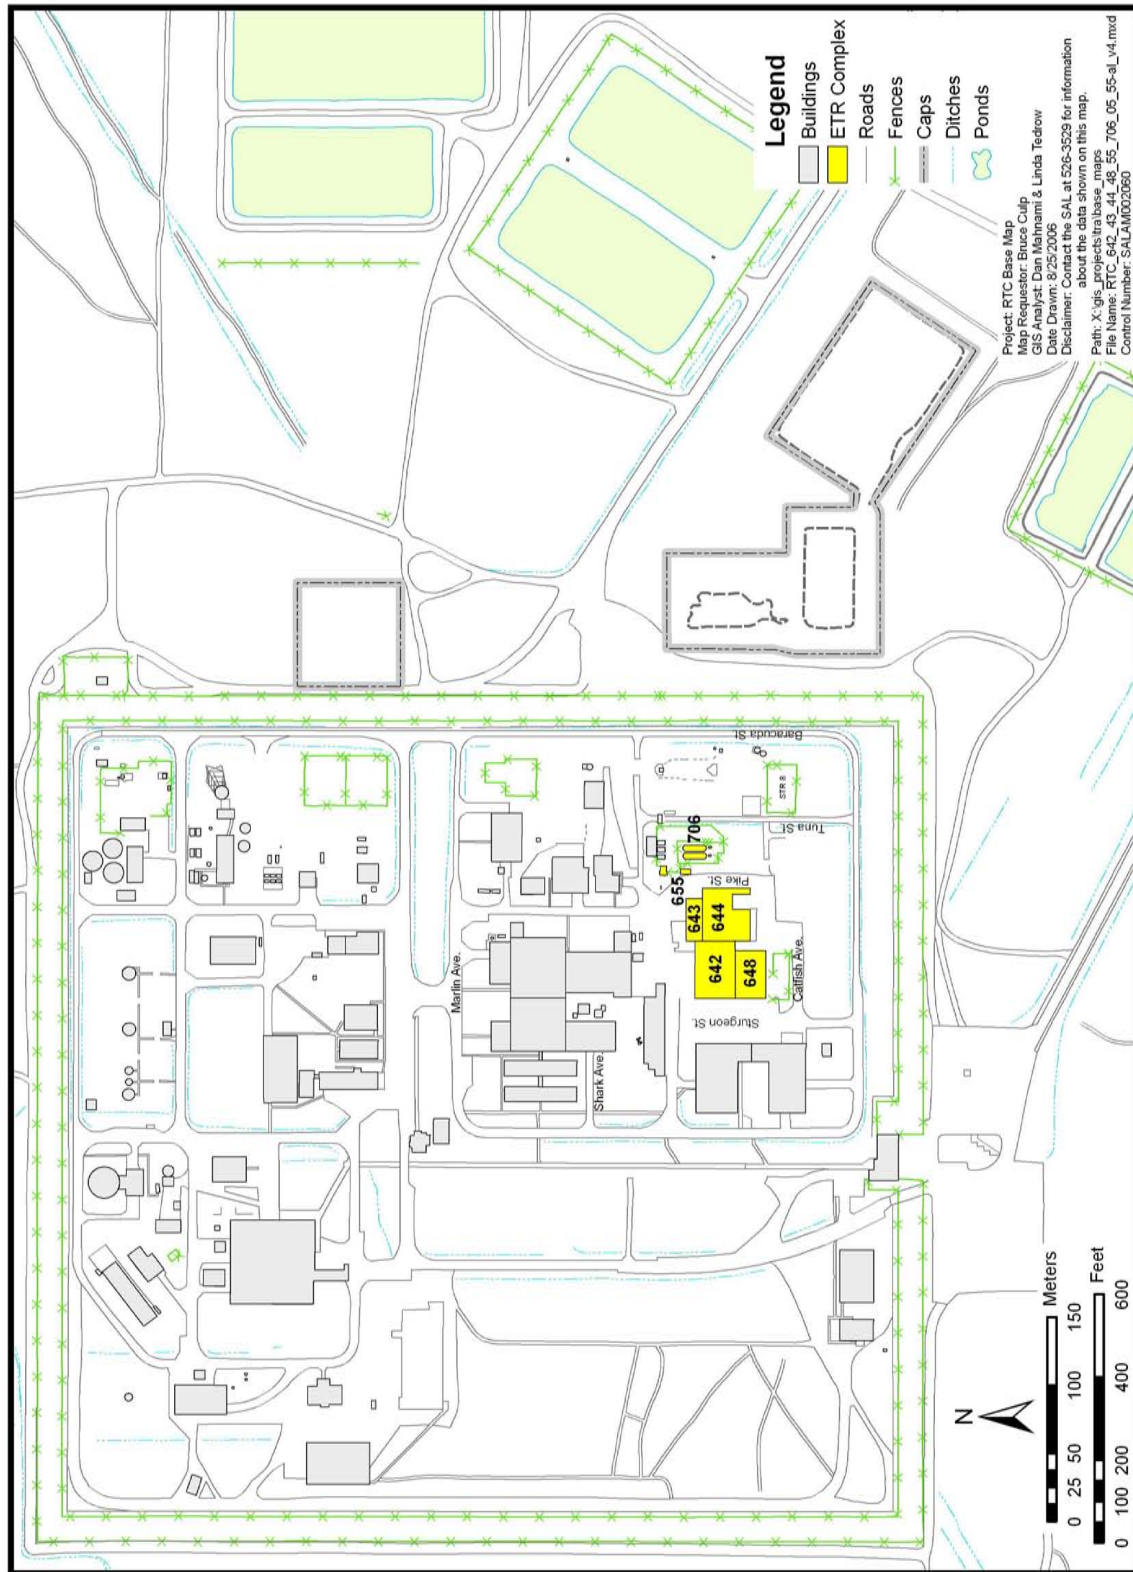 Legend
Buildings
ETR Complex
Roads
Fences
Caps
Ditches
Ponds
Project: RTC Base Map
Map Requestor: Bruce Culp
GIS Analyst: Dan Mahnami & Linda Tedrow
Date Drawn: 8/25/2006
Disclaimer: Contact the SAL at 526-3529 for information
about the data shown on this map.
Path: X:\gis_projects\tra\base_maps
File Name: RTC_642_43_44_48_55_706_05_55-al_v4.mxd
Control Number: SALAM002060
Baracuda St.
STR 8
Tuna St.
706
655
Pike St.
643
644
642
648
Catfish Ave.
Sturgeon St.
Marlin Ave.
Shark Ave.
N
Meters
0 25 50 100 150
Feet
0 100 200 400 600